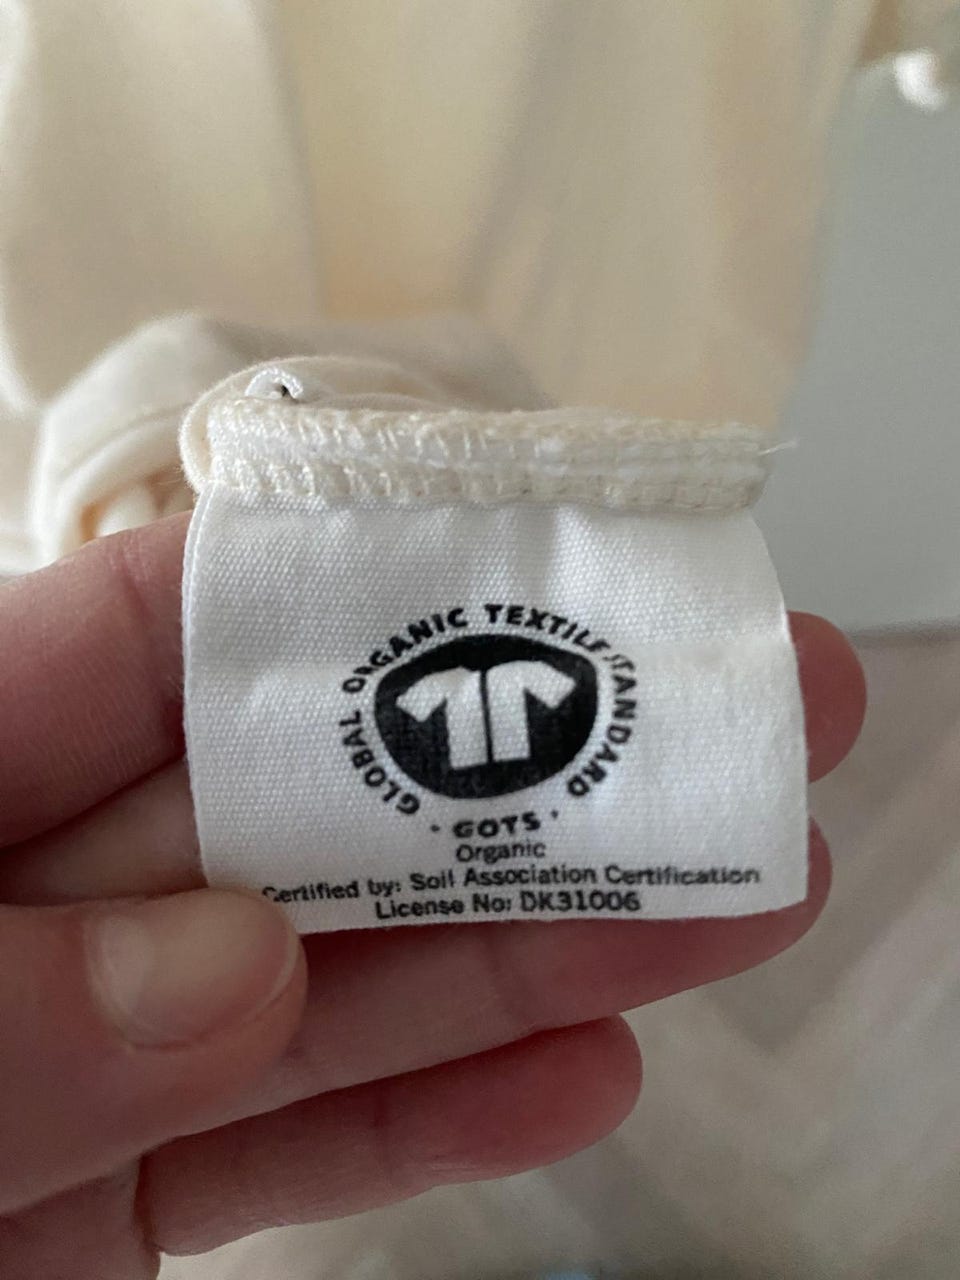 GLOBAL ORGANIC TEXTILE STANDARD
· GOTS ·
Organic
Certified by: Soil Association Certification
License No: DK31006